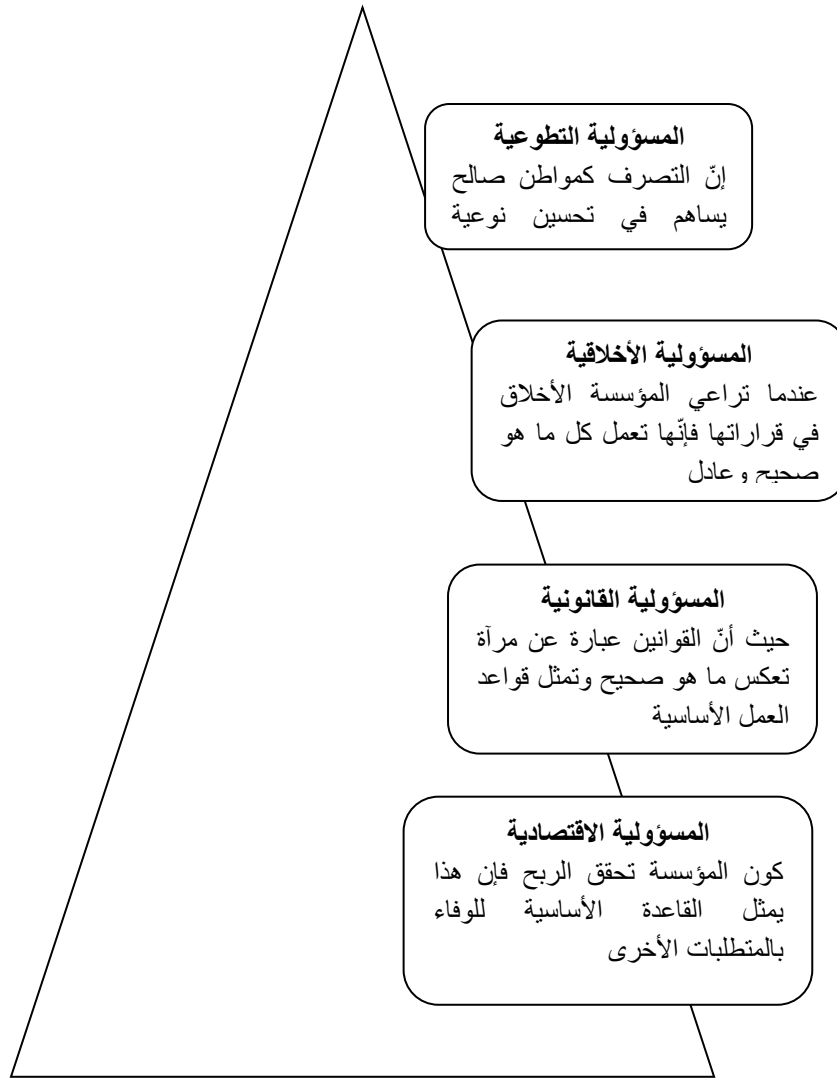 المسؤولية التطوعية
إنّ التصرف كمواطن صالح
يساهم في تحسين نوعية
المسؤولية الأخلاقية
عندما تراعي المؤسسة الأخلاق
في قراراتها فإنّها تعمل كل ما هو
صحيح وعادل
المسؤولية القانونية
حيث أنّ القوانين عبارة عن مرآة
تعكس ما هو صحيح وتمثل قواعد
العمل الأساسية
المسؤولية الاقتصادية
كون المؤسسة تحقق الربح فإن هذا
يمثل القاعدة الأساسية للوفاء
بالمتطلبات الأخرى